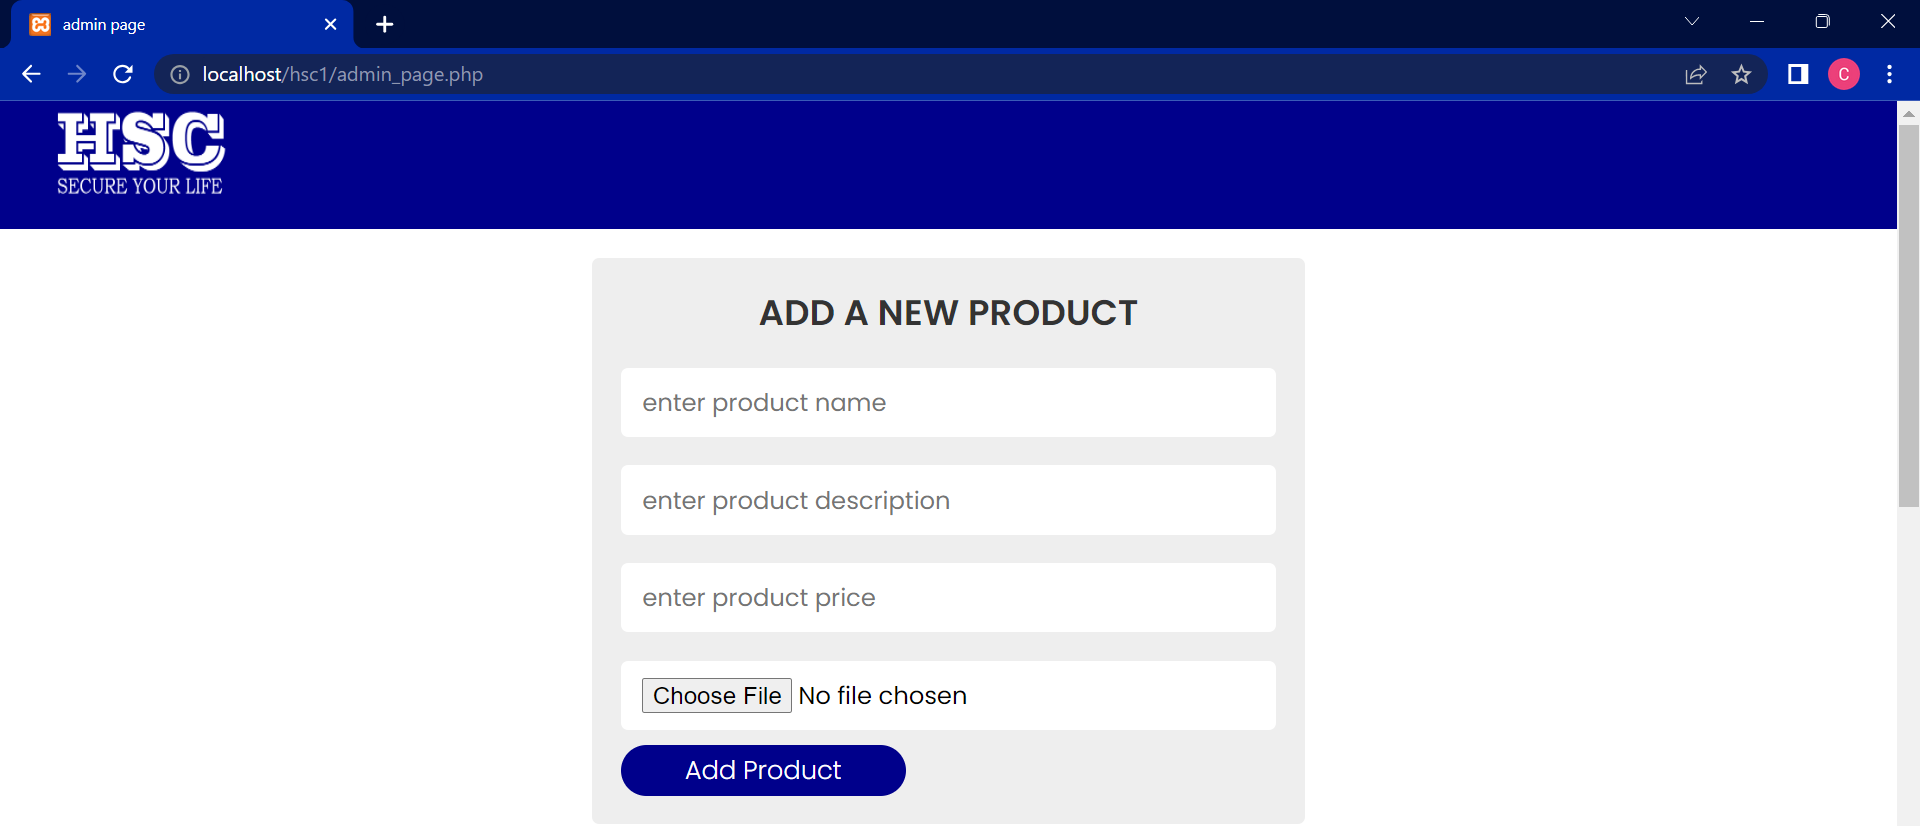 admin page
localhost/hsc1/admin_page.php
C
HSC
SECURE YOUR LIFE
ADD A NEW PRODUCT
enter product name
enter product description
enter product price
Choose File No file chosen
Add Product